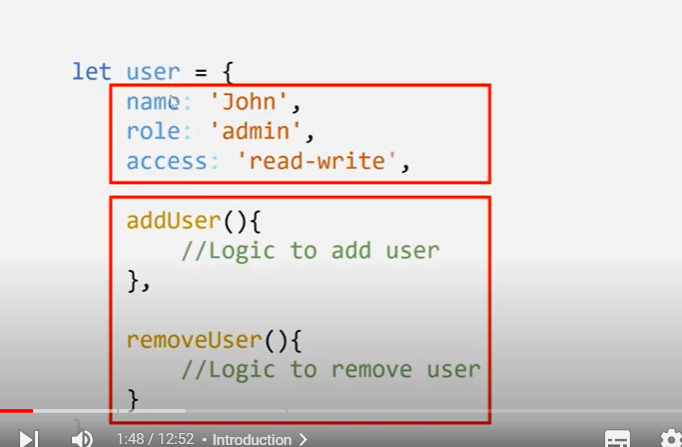 let user = {
name: 'John',
role: 'admin',
access: 'read-write',
addUser(){
//Logic to add user
},
removeUser(){
//Logic to remove user
}
}
1:48 / 12:52 • Introduction >